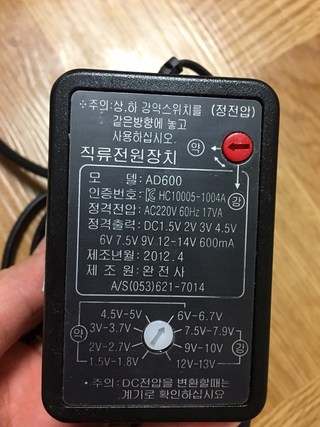 ※주의:상,하 강약스위치를 (정전압)
같은방향에 놓고
사용하십시오.
약
직류전원장치
강
모 델: AD600
인증번호: HC10005-1004A
정격전압: AC220V 60Hz 17VA
정격출력: DC1.5V 2V 3V 4.5V
6V 7.5V 9V 12-14V 600mA
제조년월: 2012.4
제 조 원: 완전사
A/S(053)621-7014
4.5V-5V 6V-6.7V
3V-3.7V 7.5V-7.9V
약 강
2V-2.7V 9V-10V
1.5V-1.8V 12V-13V
·주의: DC전압을 변환할때는
계기로 확인하십시요